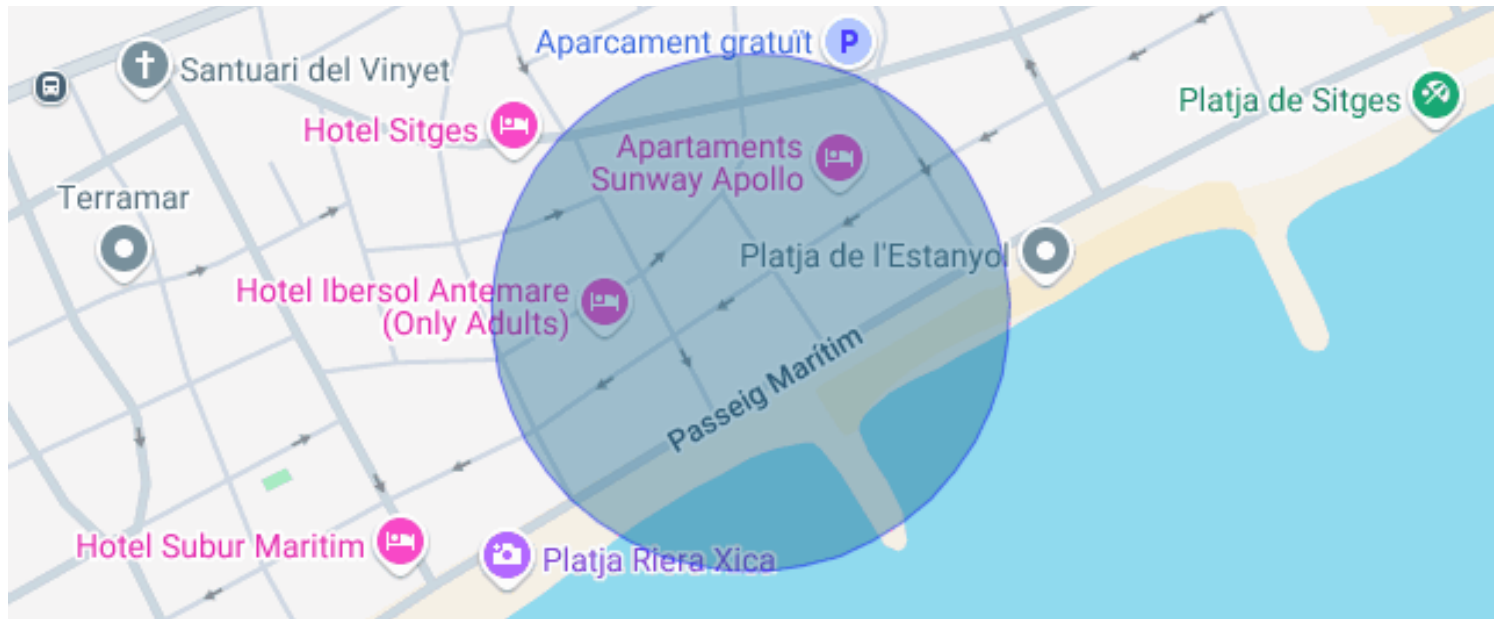 Aparcament gratuït P
Santuari del Vinyet
Platja de Sitges
Hotel Sitges
Apartaments
Sunway Apollo
Terramar
Platja de l'Estanyol
Hotel Ibersol Antemare
(Only Adults)
Passeig Marítim
Hotel Subur Maritim
Platja Riera Xica